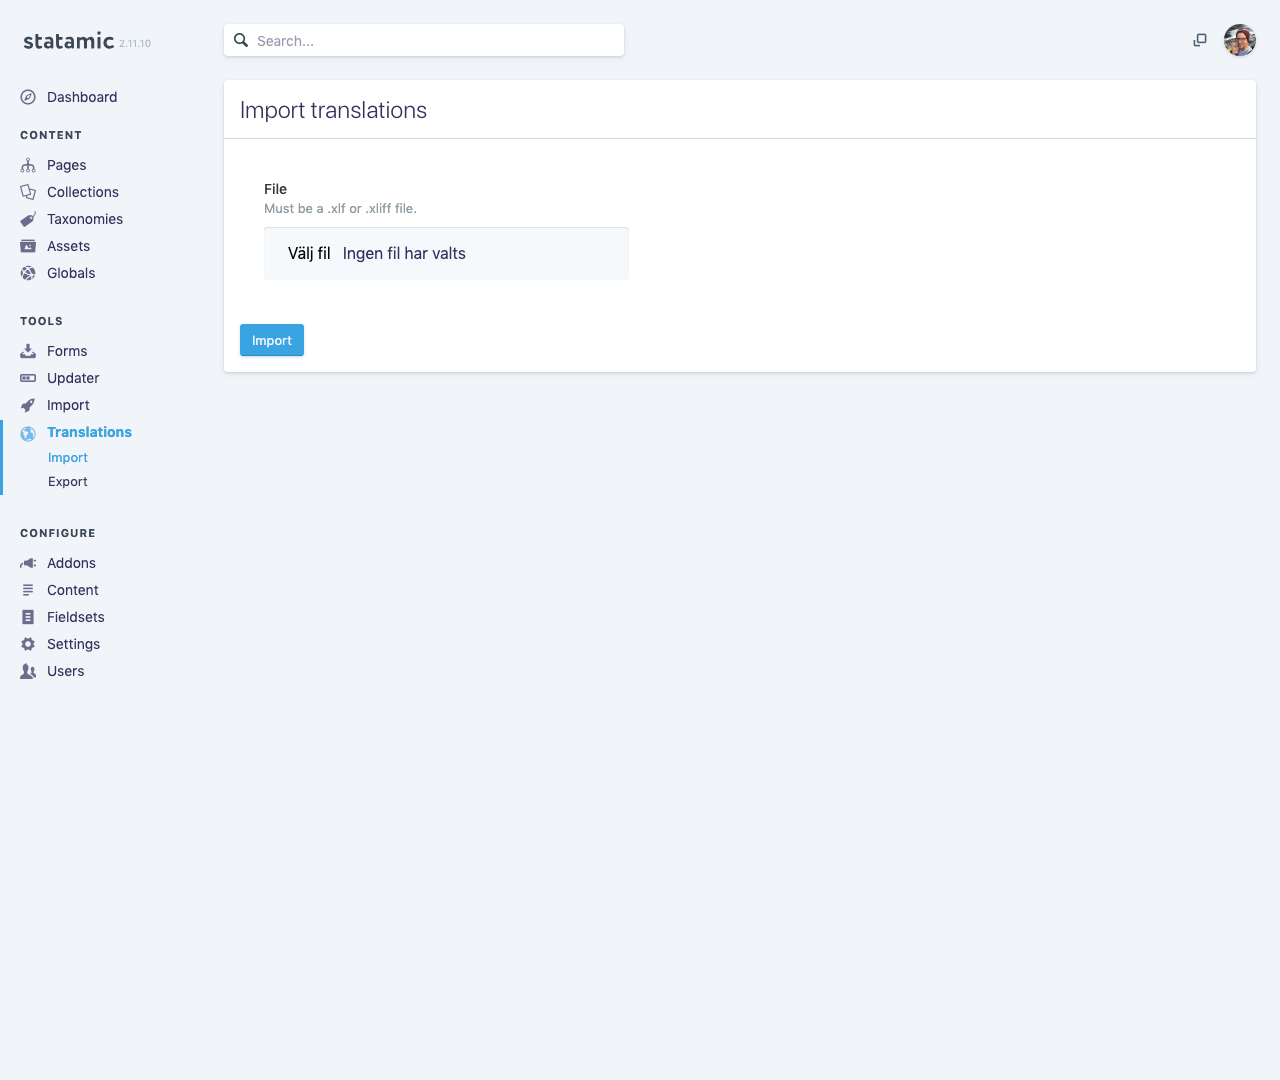 statamic 2.11.10
Search...
Dashboard
CONTENT
Pages
Collections
Taxonomies
Assets
Globals
TOOLS
Forms
Updater
Import
Translations
Import
Export
CONFIGURE
Addons
Content
Fieldsets
Settings
Users
Import translations
File
Must be a .xlf or .xliff file.
Välj fil Ingen fil har valts
Import